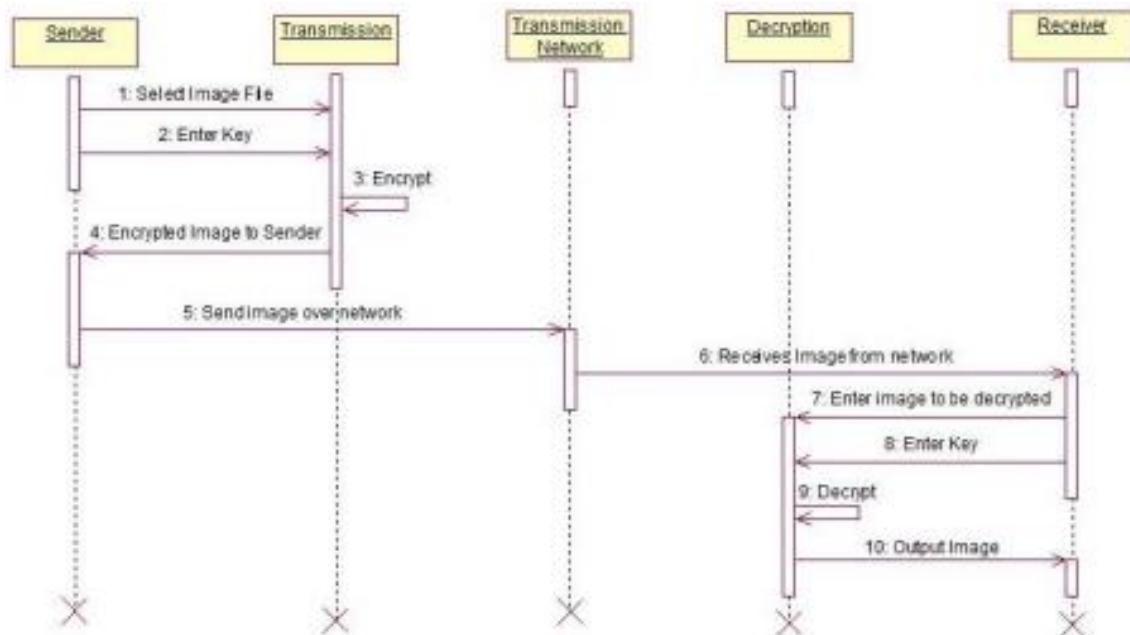 Sender
Transmission
Transmission
Network
Decryption
Receiver
1: Select Image File
2: Enter Key
3: Encrypt
4: Encrypted Image to Sender
5: Send image over network
6: Receives Image from network
7: Enter image to be decrypted
8: Enter Key
9: Decrypt
10: Output Image